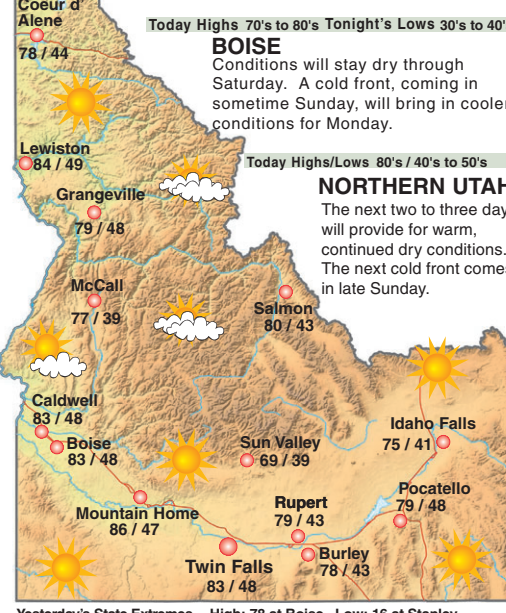 Coeur d'
Alene
78 / 44
Today Highs 70's to 80's Tonight's Lows 30's to 40'
BOISE
Conditions will stay dry through
Saturday. A cold front, coming in
sometime Sunday, will bring in cooler
conditions for Monday.
Lewiston
84 / 49
Today Highs/Lows 80's / 40's to 50's
Grangeville
79 / 48
NORTHERN UTAH
The next two to three day
will provide for warm,
continued dry conditions.
The next cold front comes
in late Sunday.
McCall
77 / 39
Salmon
80 / 43
Caldwell
83 / 48
Boise
83 / 48
Sun Valley
69 / 39
Idaho Falls
75 / 41
Mountain Home
86 / 47
Rupert
79 / 43
Pocatello
79 / 48
Twin Falls
83 / 48
Burley
78 / 43
Yesterday's State Extremes High: 78 at Boise Low: 16 at Stanley